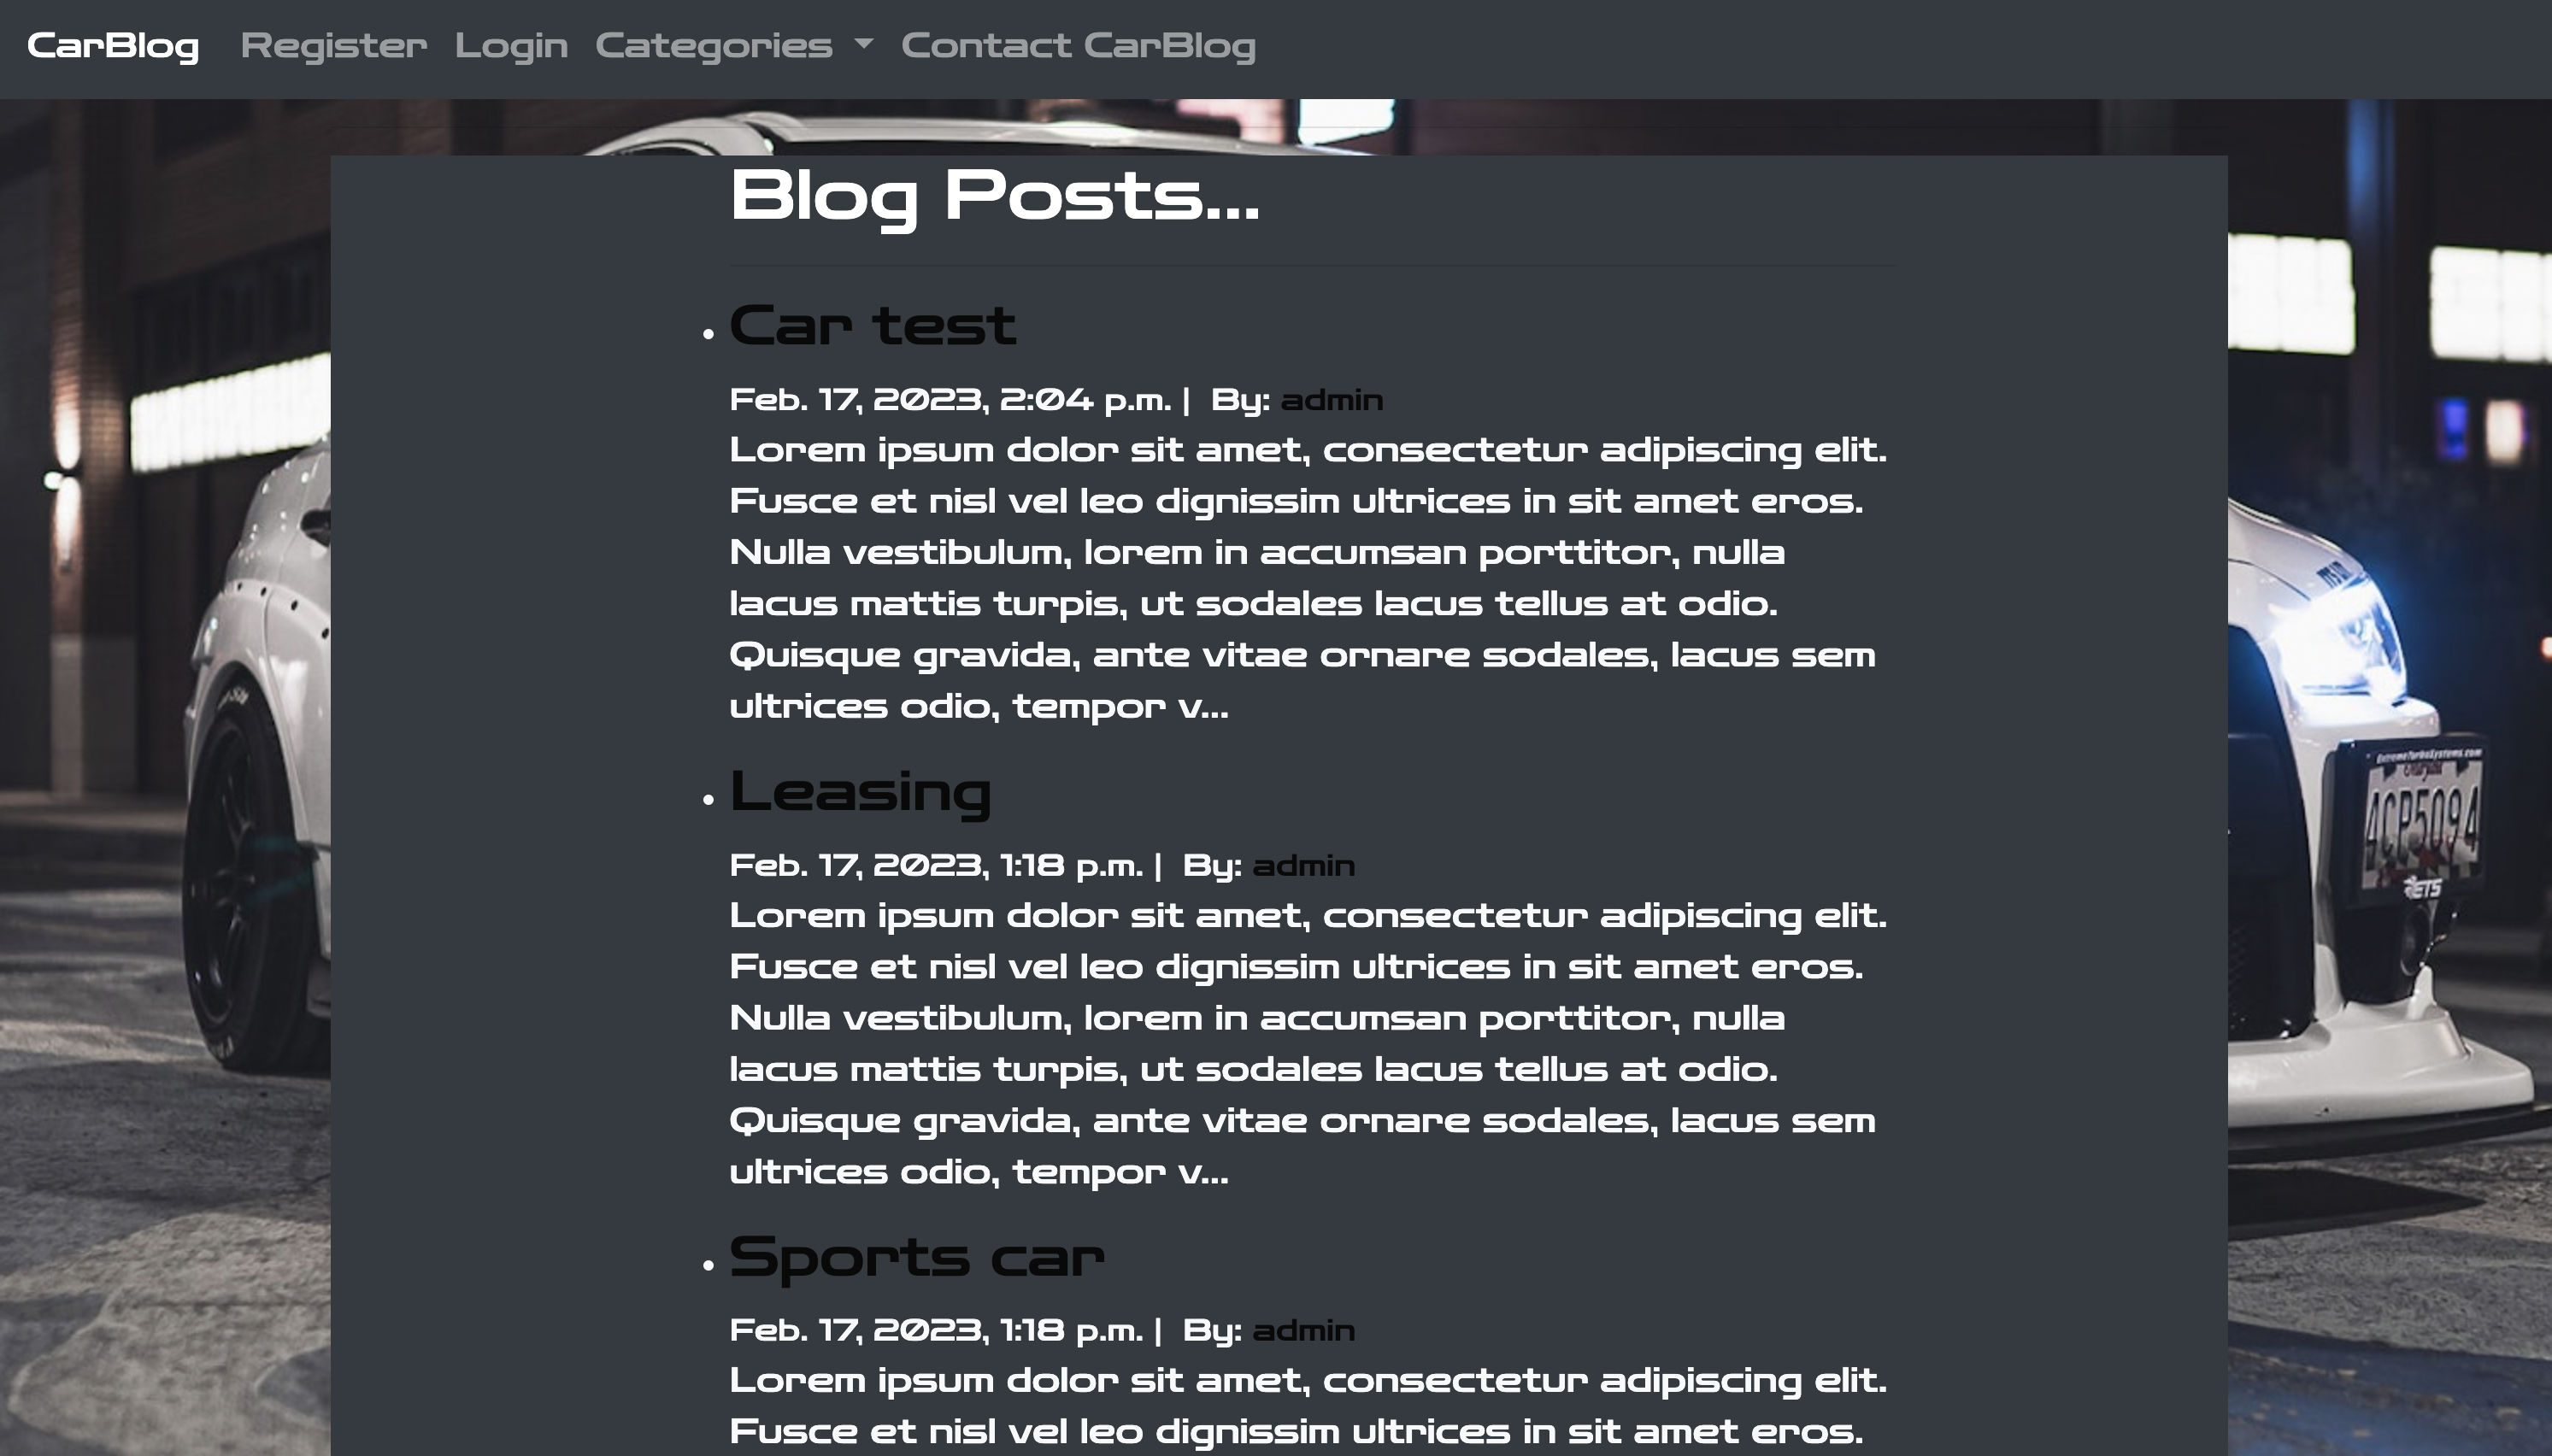 CarBlog Register Login Categories Contact CarBlog
Blog Posts...
Car test
Feb. 17, 2023, 2:04 p.m. | By: admin
Lorem ipsum dolor sit amet, consectetur adipiscing elit.
Fusce et nisl vel leo dignissim ultrices in sit amet eros.
Nulla vestibulum, lorem in accumsan porttitor, nulla
lacus mattis turpis, ut sodales lacus tellus at odio.
Quisque gravida, ante vitae ornare sodales, lacus sem
ultrices odio, tempor v...
Leasing
Feb. 17, 2023, 1:18 p.m. | By: admin
Lorem ipsum dolor sit amet, consectetur adipiscing elit.
Fusce et nisl vel leo dignissim ultrices in sit amet eros.
Nulla vestibulum, lorem in accumsan porttitor, nulla
lacus mattis turpis, ut sodales lacus tellus at odio.
Quisque gravida, ante vitae ornare sodales, lacus sem
ultrices odio, tempor v...
Sports car
Feb. 17, 2023, 1:18 p.m. | By: admin
Lorem ipsum dolor sit amet, consectetur adipiscing elit.
Fusce et nisl vel leo dignissim ultrices in sit amet eros.
ExtremeTurboSystems.com
4CP5094
ETS